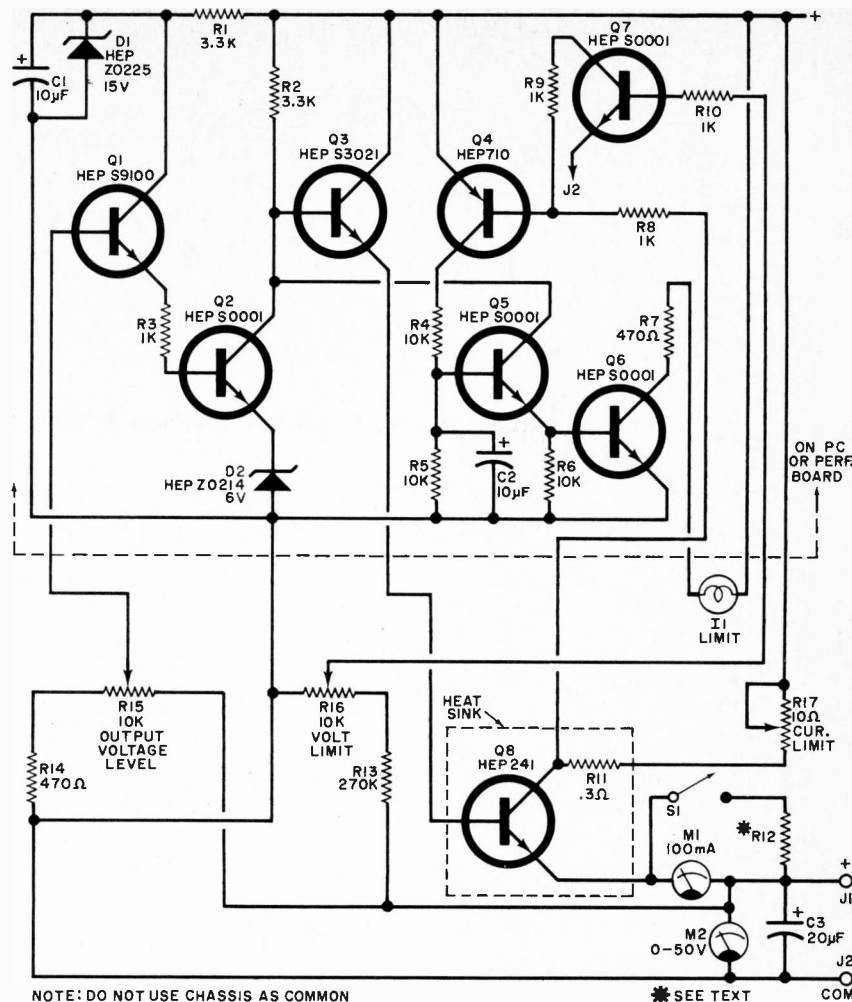 +
R1
3.3K
D1
HEP
Z0225
15V
+
C1
10µF
R2
3.3K
Q7
HEP S0001
R9
1K
R10
1K
J2
Q1
HEP S9100
Q3
HEP S3021
Q4
HEP710
R8
1K
R3
1K
Q2
HEP S0001
R4
10K
Q5
HEP S0001
Q6
HEP S0001
R7
470Ω
D2
HEP Z0214
6V
R5
10K
+
C2
10µF
R6
10K
ON PC
OR PERF.
BOARD
I1
LIMIT
R15
10K
OUTPUT
VOLTAGE
LEVEL
R16
10K
VOLT
LIMIT
R14
470Ω
R13
270K
HEAT
SINK
Q8
HEP 241
R11
.3Ω
R17
10Ω
CUR.
LIMIT
S1
✱R12
M1
100mA
+
J1
M2
0-50V
+
C3
20µF
J2
COM
NOTE: DO NOT USE CHASSIS AS COMMON
✱ SEE TEXT